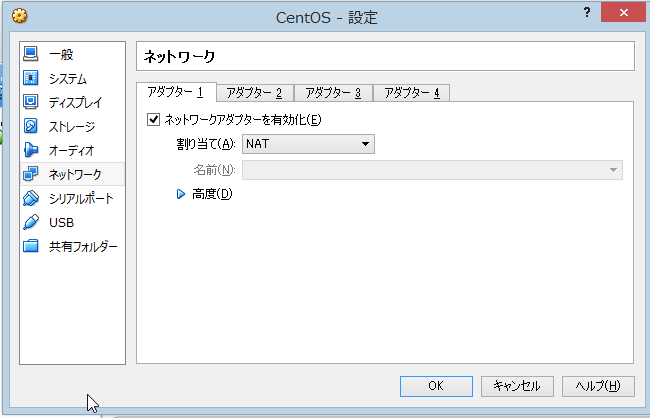 CentOS - 設定
?
一般
システム
ディスプレイ
ストレージ
オーディオ
ネットワーク
シリアルポート
USB
共有フォルダー
ネットワーク
アダプター 1 アダプター 2 アダプター 3 アダプター 4
ネットワークアダプターを有効化(E)
割り当て(A): NAT
名前(N):
高度(D)
OK キャンセル ヘルプ(H)